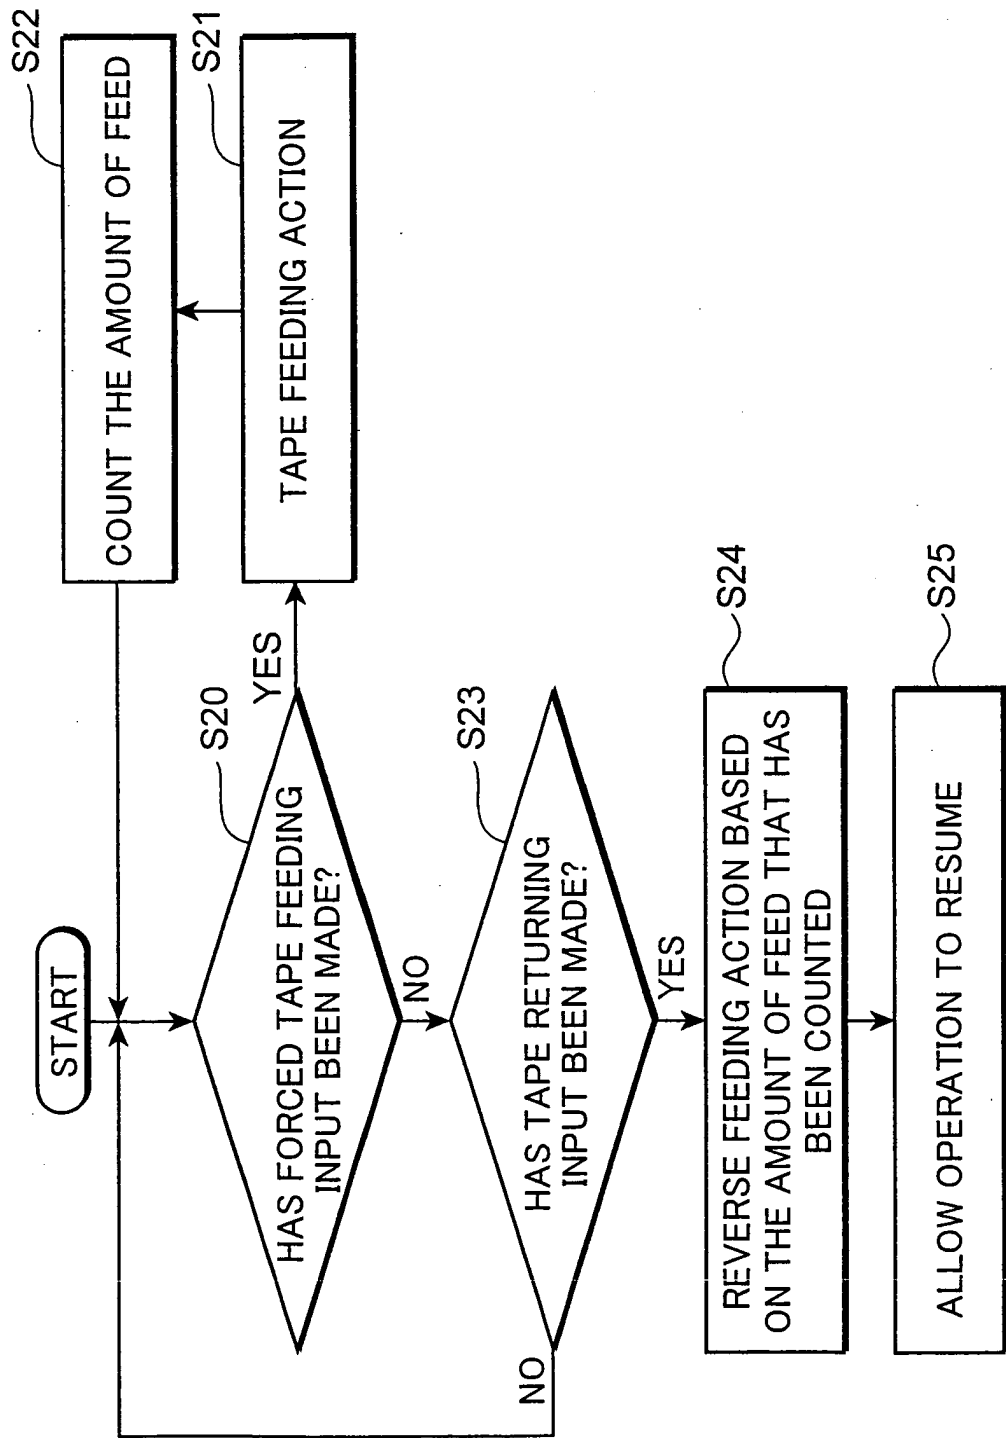 START
S20
HAS FORCED TAPE FEEDING
INPUT BEEN MADE?
YES
S21
TAPE FEEDING ACTION
S22
COUNT THE AMOUNT OF FEED
NO
S23
HAS TAPE RETURNING
INPUT BEEN MADE?
NO
YES
S24
REVERSE FEEDING ACTION BASED
ON THE AMOUNT OF FEED THAT HAS
BEEN COUNTED
S25
ALLOW OPERATION TO RESUME